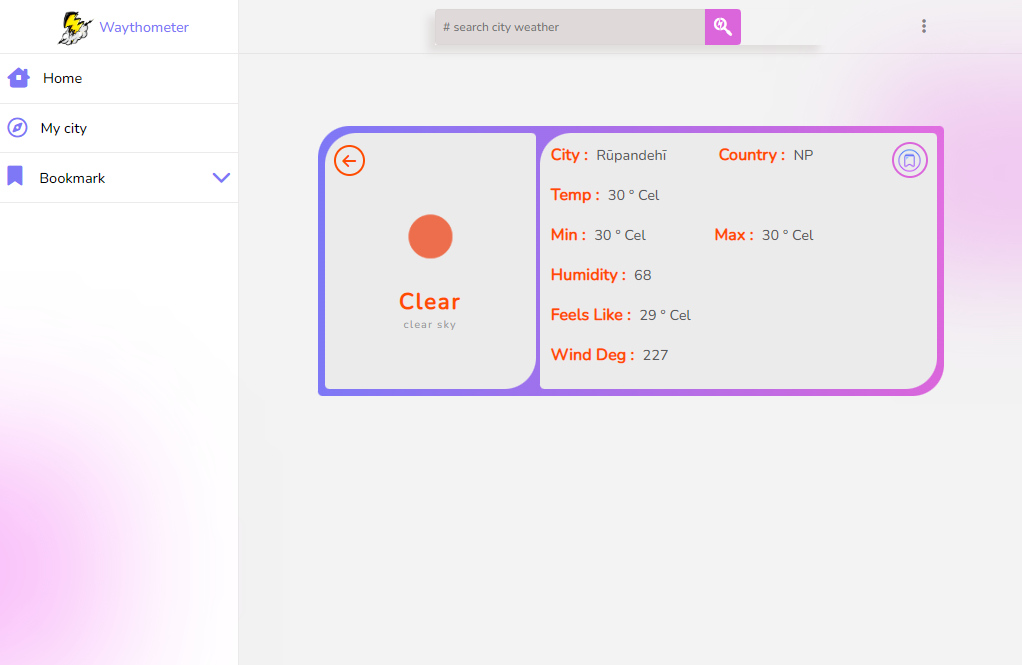 Waythometer
# search city weather
Home
My city
Bookmark
Clear
clear sky
City : Rūpandehī Country : NP
Temp : 30 ° Cel
Min : 30 ° Cel Max : 30 ° Cel
Humidity : 68
Feels Like : 29 ° Cel
Wind Deg : 227